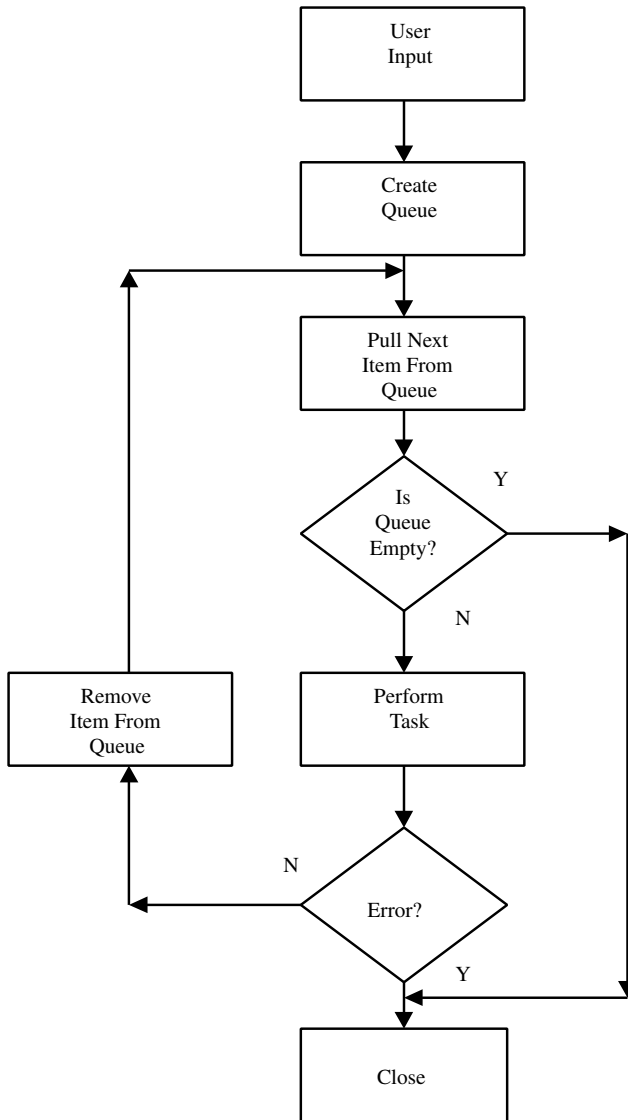 User
Input
Create
Queue
Pull Next
Item From
Queue
Is
Queue
Empty?
Y
N
Remove
Item From
Queue
Perform
Task
N
Error?
Y
Close